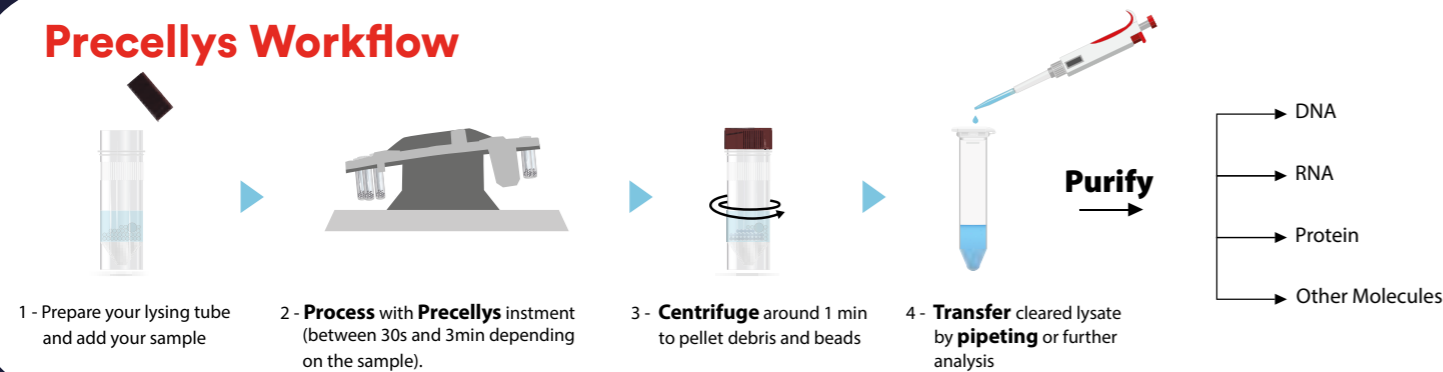 Precellys Workflow
1 - Prepare your lysing tube
and add your sample
2 - Process with Precellys instment
(between 30s and 3min depending
on the sample).
3 - Centrifuge around 1 min
to pellet debris and beads
4 - Transfer cleared lysate
by pipeting or further
analysis
Purify
DNA
RNA
Protein
Other Molecules